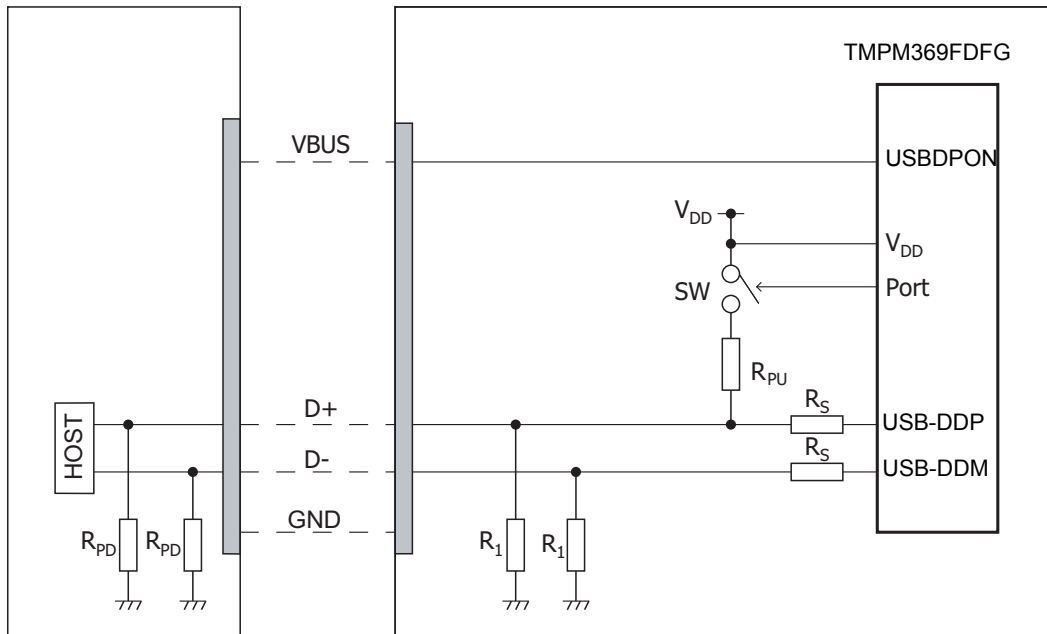 TMPM369FDFG
VBUS
USBDPON
VDD
VDD
SW
Port
RPU
HOST
D+
RS
USB-DDP
D-
RS
USB-DDM
GND
RPD
RPD
R1
R1